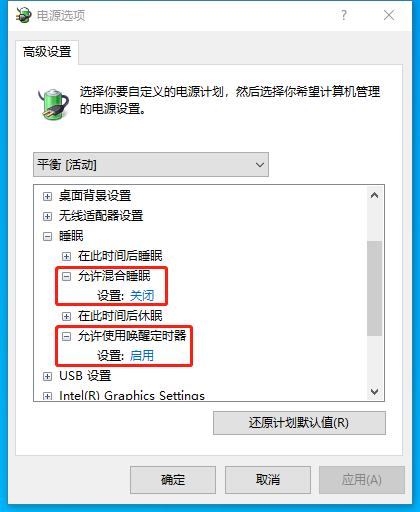 电源选项
高级设置
选择你要自定义的电源计划，然后选择你希望计算机管理
的电源设置。
平衡 [活动]
桌面背景设置
无线适配器设置
睡眠
在此时间后睡眠
允许混合睡眠
设置: 关闭
在此时间后休眠
允许使用唤醒定时器
设置: 启用
USB 设置
Intel(R) Graphics Settings
还原计划默认值(R)
确定 取消 应用(A)